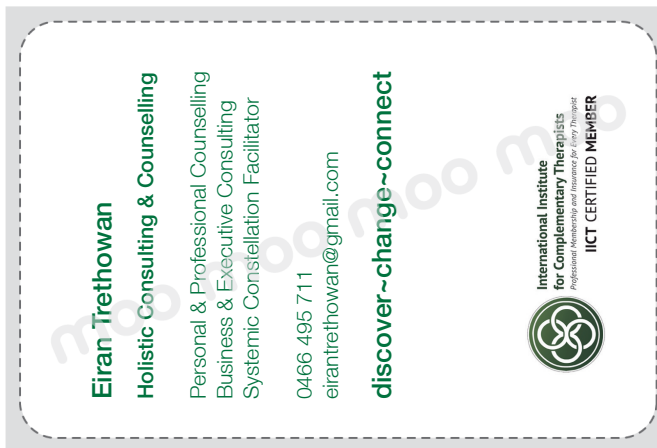 Eiran Trethowan
Holistic Consulting & Counselling
Personal & Professional Counselling
Business & Executive Consulting
Systemic Constellation Facilitator
0466 495 711
eirantrethowan@gmail.com
discover~change~connect
International Institute
for Complementary Therapists
Professional Membership and Insurance for Every Therapist
IICT CERTIFIED MEMBER
moo moo moo moo